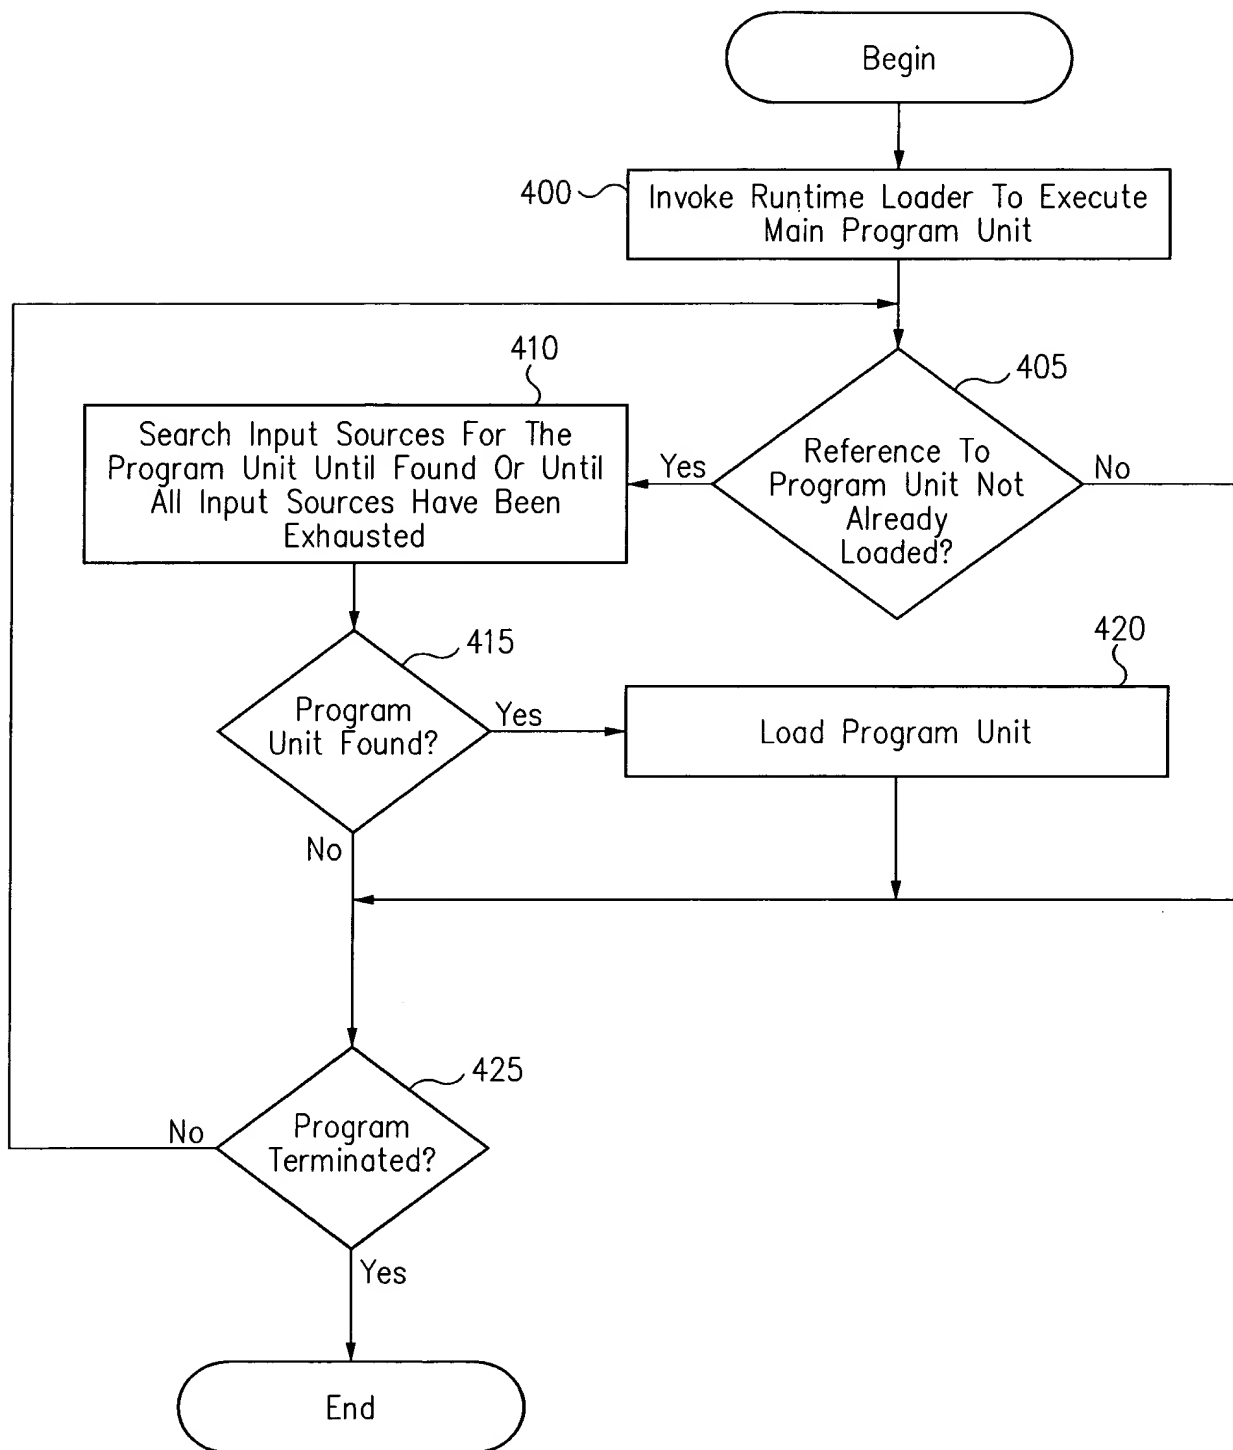 Begin
400
Invoke Runtime Loader To Execute
Main Program Unit
410
405
Search Input Sources For The
Program Unit Until Found Or Until
All Input Sources Have Been
Exhausted
Yes
Reference To
Program Unit Not
Already
Loaded?
No
415
420
Program
Unit Found?
Yes
Load Program Unit
No
425
No
Program
Terminated?
Yes
End